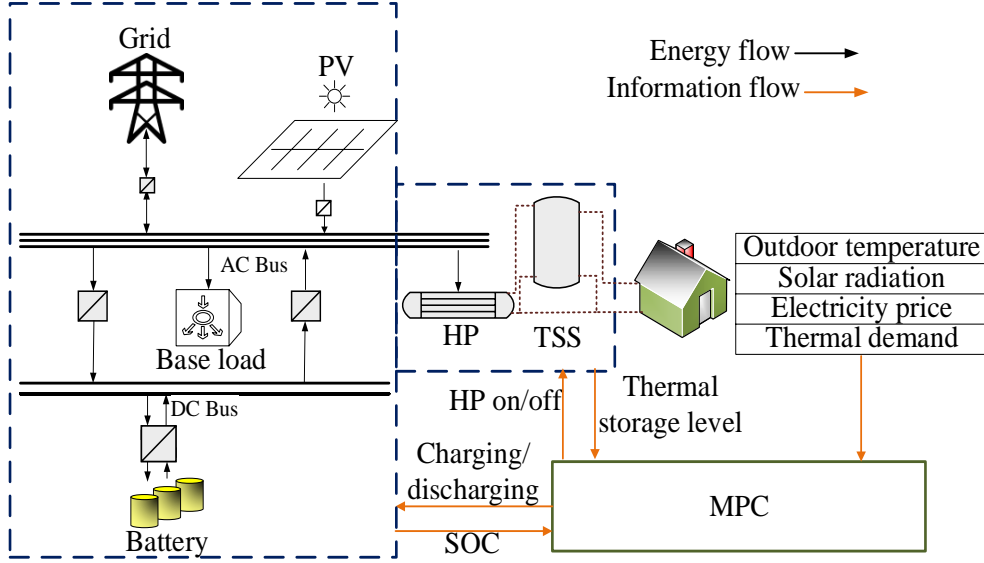 Grid
PV
Energy flow
Information flow
AC Bus
Base load
HP
TSS
Outdoor temperature
Solar radiation
Electricity price
Thermal demand
DC Bus
Battery
HP on/off
Thermal
storage level
Charging/
discharging
SOC
MPC